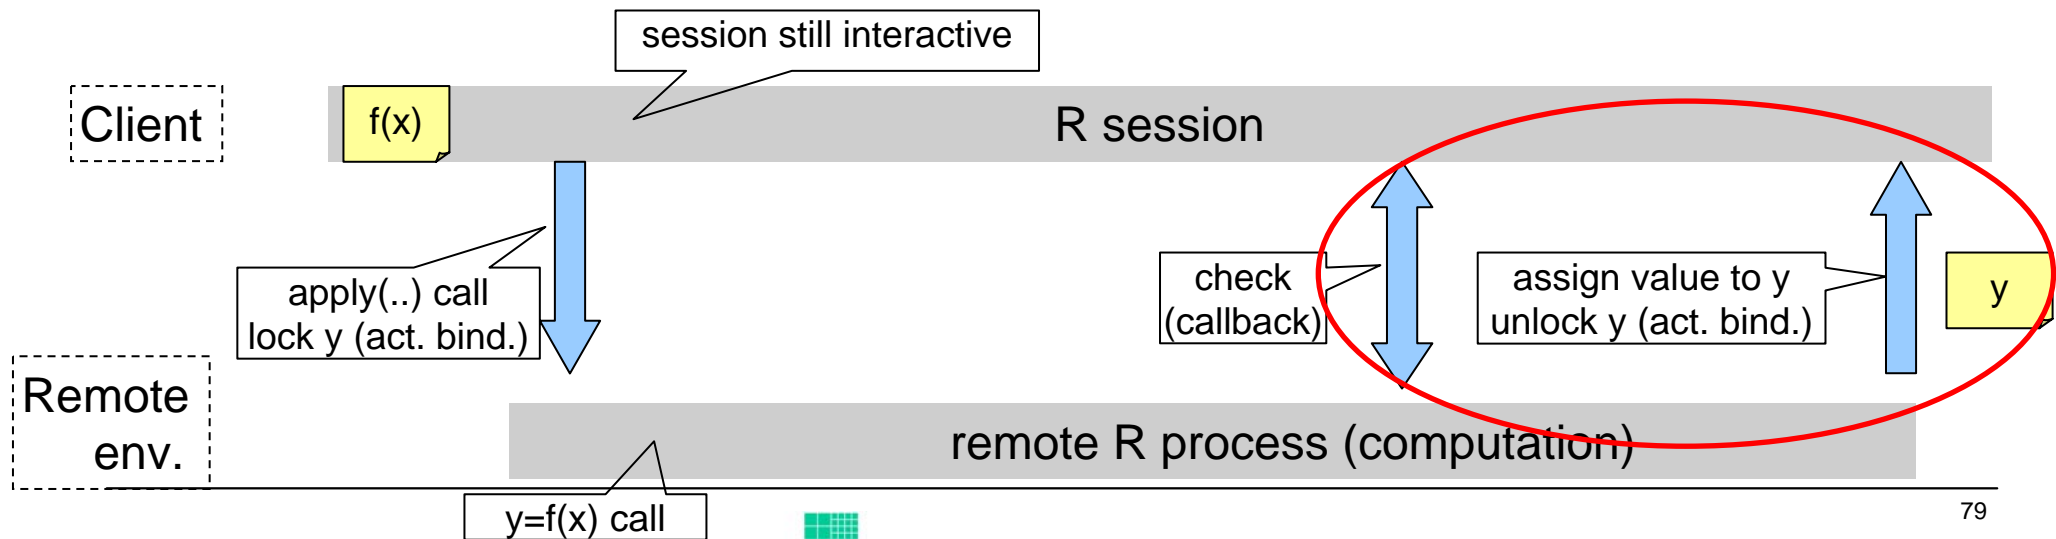 session still interactive
Client
f(x)
R session
apply(..) call
lock y (act. bind.)
check
(callback)
assign value to y
unlock y (act. bind.)
y
Remote
env.
remote R process (computation)
y=f(x) call
79